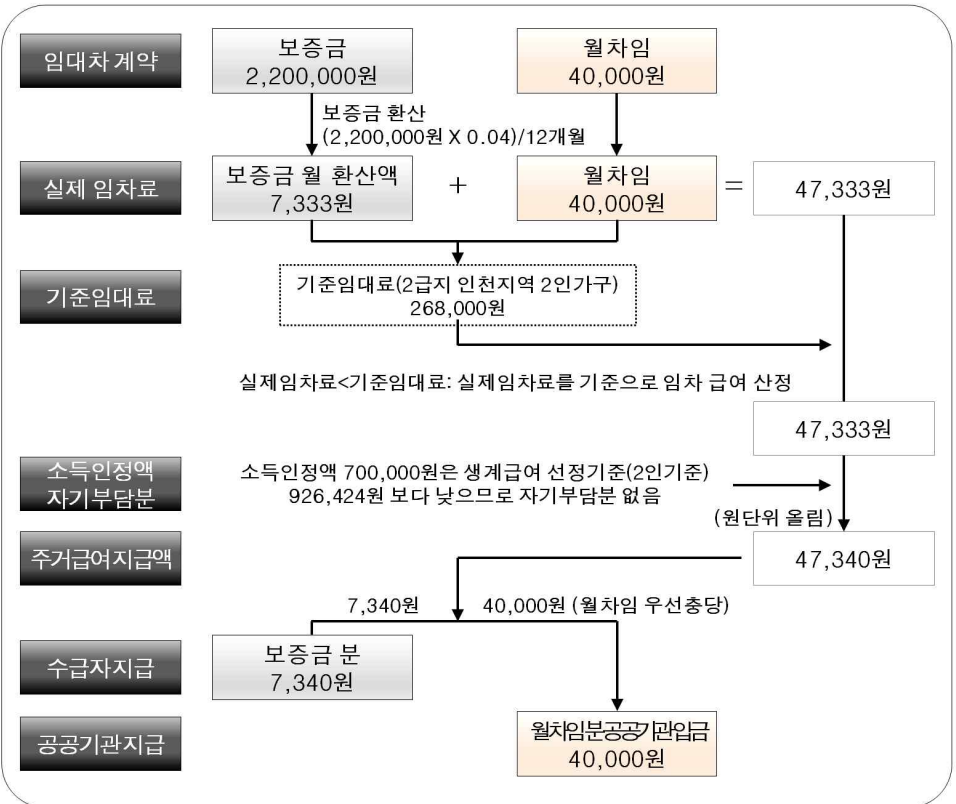 임대차 계약
보증금
2,200,000원
월차임
40,000원
보증금 환산
(2,200,000원 X 0.04)/12개월
실제 임차료
보증금 월 환산액
7,333원
+
월차임
40,000원
=
47,333원
기준임대료
기준임대료(2급지 인천지역 2인가구)
268,000원
실제임차료<기준임대료: 실제임차료를 기준으로 임차 급여 산정
47,333원
소득인정액
자기부담분
소득인정액 700,000원은 생계급여 선정기준(2인기준)
926,424원 보다 낮으므로 자기부담분 없음
(원단위 올림)
주거급여지급액
47,340원
7,340원
40,000원 (월차임 우선충당)
수급자지급
보증금 분
7,340원
공공기관지급
월차임분공공기관입금
40,000원